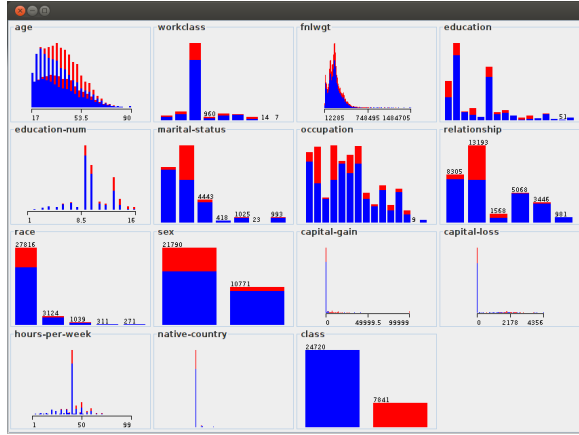 age workclass fnlwgt education
960 14 7 51
17 53.5 90 12285 748495 1484705
education-num marital-status occupation relationship
13193
8305
4443 5068
3446
418 1025 23 993 9 1568 981
1 8.5 16
race sex capital-gain capital-loss
27816 21790
10771
3124 1039 311 271
0 49999.5 99999 0 2178 4356
hours-per-week native-country class
24720
7841
1 50 99